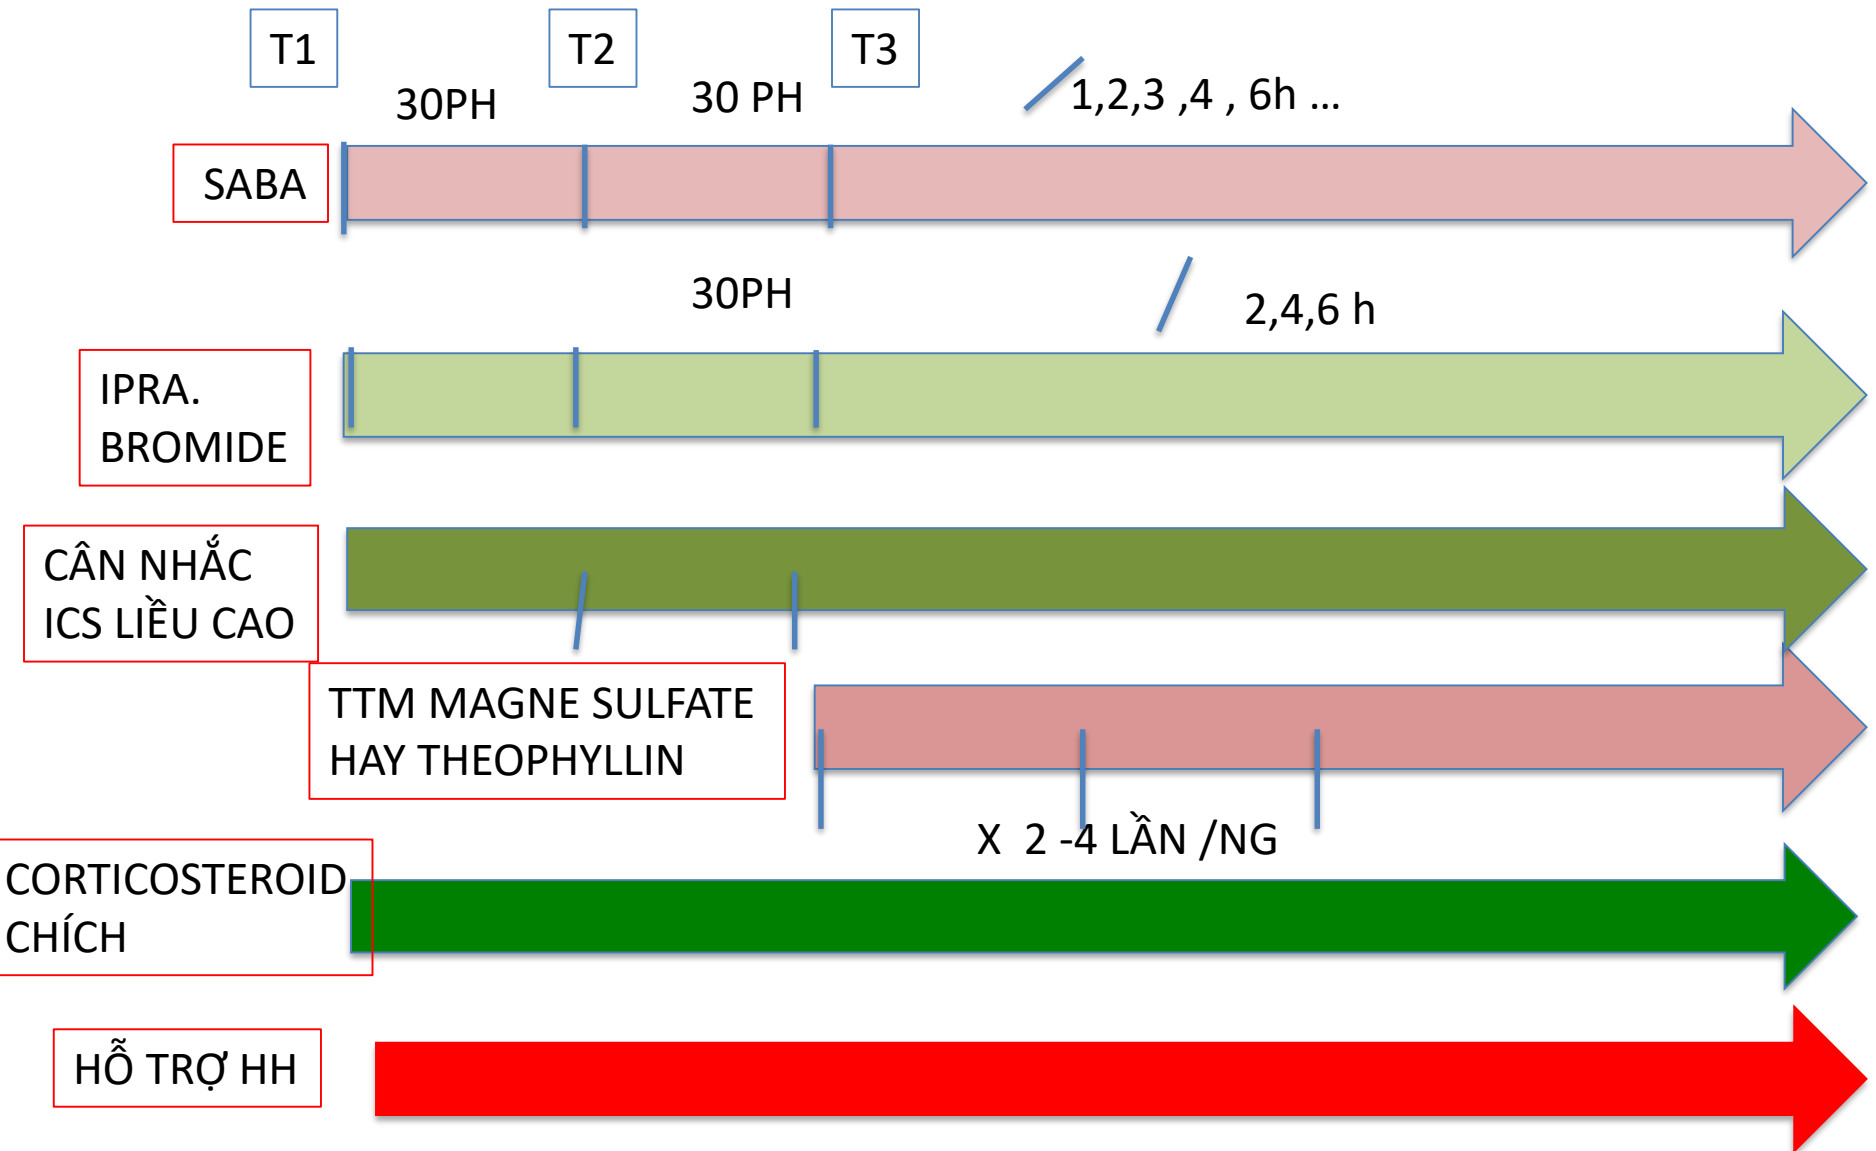 T1
T2
T3
30PH
30 PH
1,2,3 ,4 , 6h ...
SABA
30PH
2,4,6 h
IPRA.
BROMIDE
CÂN NHẮC
ICS LIỀU CAO
TTM MAGNE SULFATE
HAY THEOPHYLLIN
X 2 -4 LẦN /NG
CORTICOSTEROID
CHÍCH
HỖ TRỢ HH